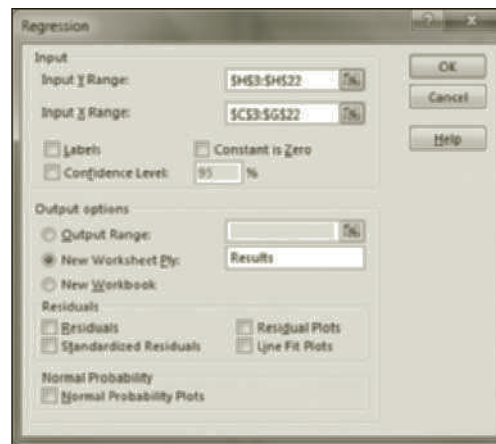 Regression
Input
Input Y Range: $H$3:$H$22
Input X Range: $C$3:$G$22
Labels Constant is Zero
Confidence Level: 95 %
OK
Cancel
Help
Output options
Output Range:
New Worksheet Ply: Results
New Workbook
Residuals
Residuals Residual Plots
Standardized Residuals Line Fit Plots
Normal Probability
Normal Probability Plots